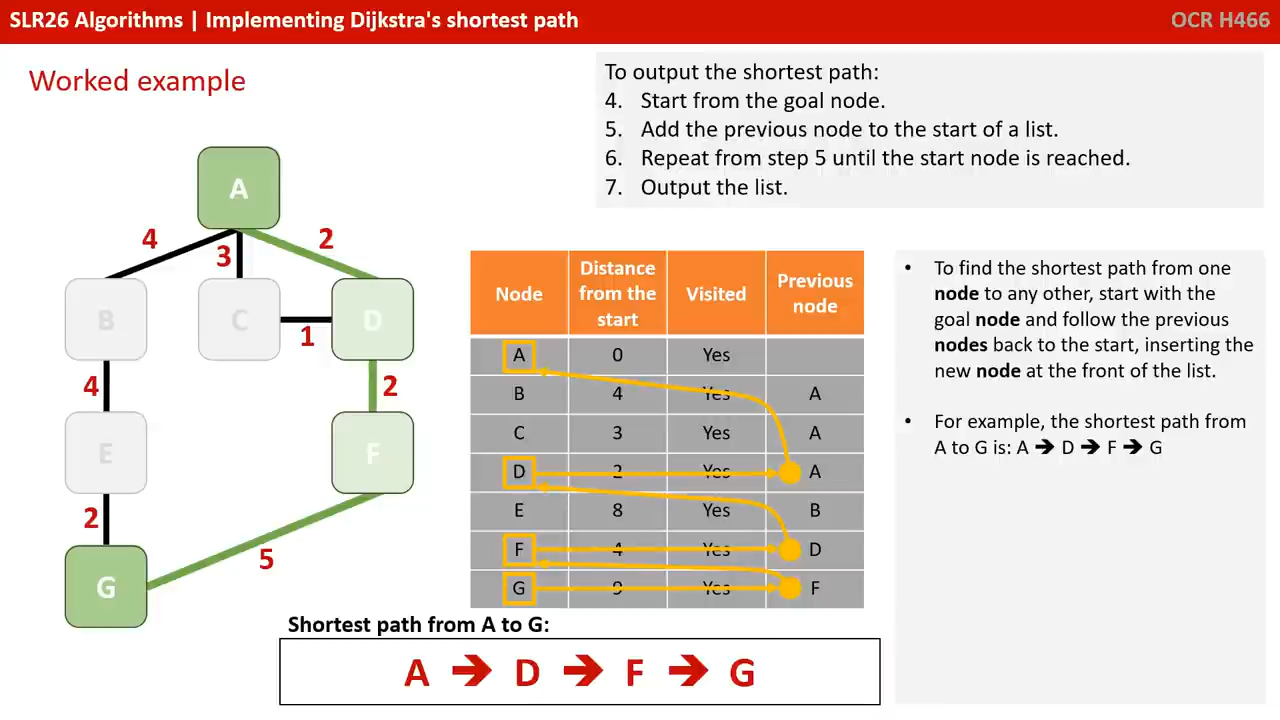 SLR26 Algorithms | Implementing Dijkstra's shortest path
OCR H466
Worked example
To output the shortest path:
4. Start from the goal node.
5. Add the previous node to the start of a list.
6. Repeat from step 5 until the start node is reached.
7. Output the list.
A
4
3
2
B
C
D
1
4
2
E
F
2
5
G
Node Distance from the start Visited Previous node
A 0 Yes
B 4 Yes A
C 3 Yes A
D 2 Yes A
E 8 Yes B
F 4 Yes D
G 9 Yes F
• To find the shortest path from one
node to any other, start with the
goal node and follow the previous
nodes back to the start, inserting the
new node at the front of the list.
• For example, the shortest path from
A to G is: A ➔ D ➔ F ➔ G
Shortest path from A to G:
A ➔ D ➔ F ➔ G